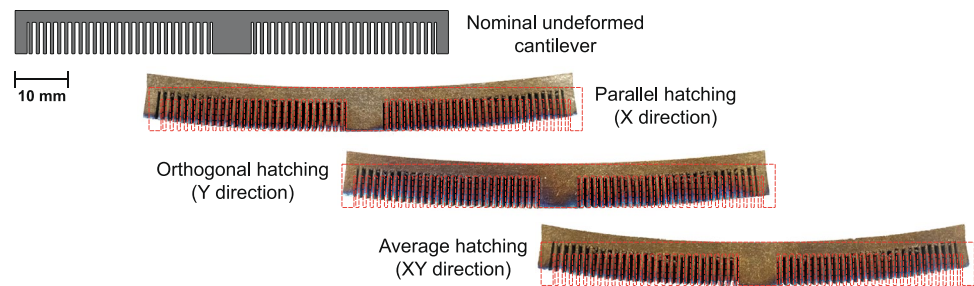 Nominal undeformed
cantilever
10 mm
Parallel hatching
(X direction)
Orthogonal hatching
(Y direction)
Average hatching
(XY direction)